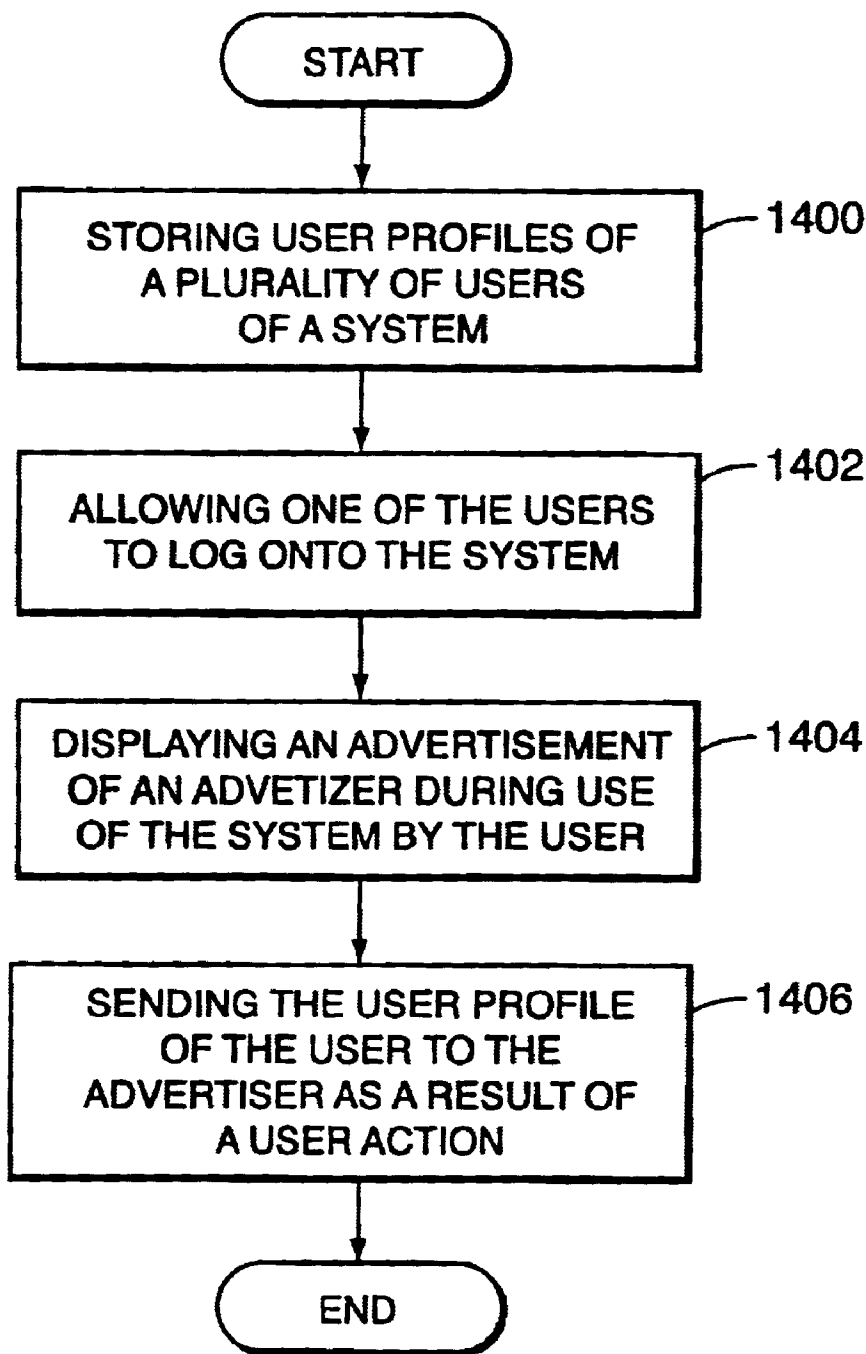 START
STORING USER PROFILES OF
A PLURALITY OF USERS
OF A SYSTEM
1400
ALLOWING ONE OF THE USERS
TO LOG ONTO THE SYSTEM
1402
DISPLAYING AN ADVERTISEMENT
OF AN ADVETIZER DURING USE
OF THE SYSTEM BY THE USER
1404
SENDING THE USER PROFILE
OF THE USER TO THE
ADVERTISER AS A RESULT OF
A USER ACTION
1406
END